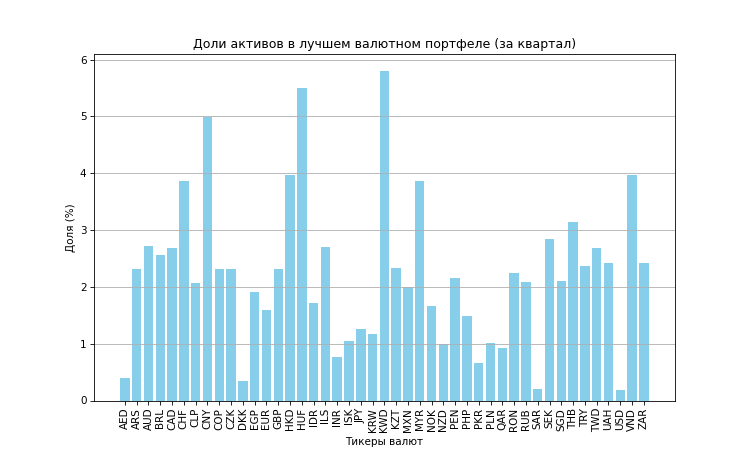 Доли активов в лучшем валютном портфеле (за квартал)
Доля (%)
6
5
4
3
2
1
0
AED ARS AUD BRL CAD CHF CLP CNY COP CZK DKK EGP EUR GBP HKD HUF IDR ILS INR ISK JPY KRW KWD KZT MXN MYR NOK NZD PEN PHP PKR PLN QAR RON RUB SAR SEK SGD THB TRY TWD UAH USD VND ZAR
Тикеры валют